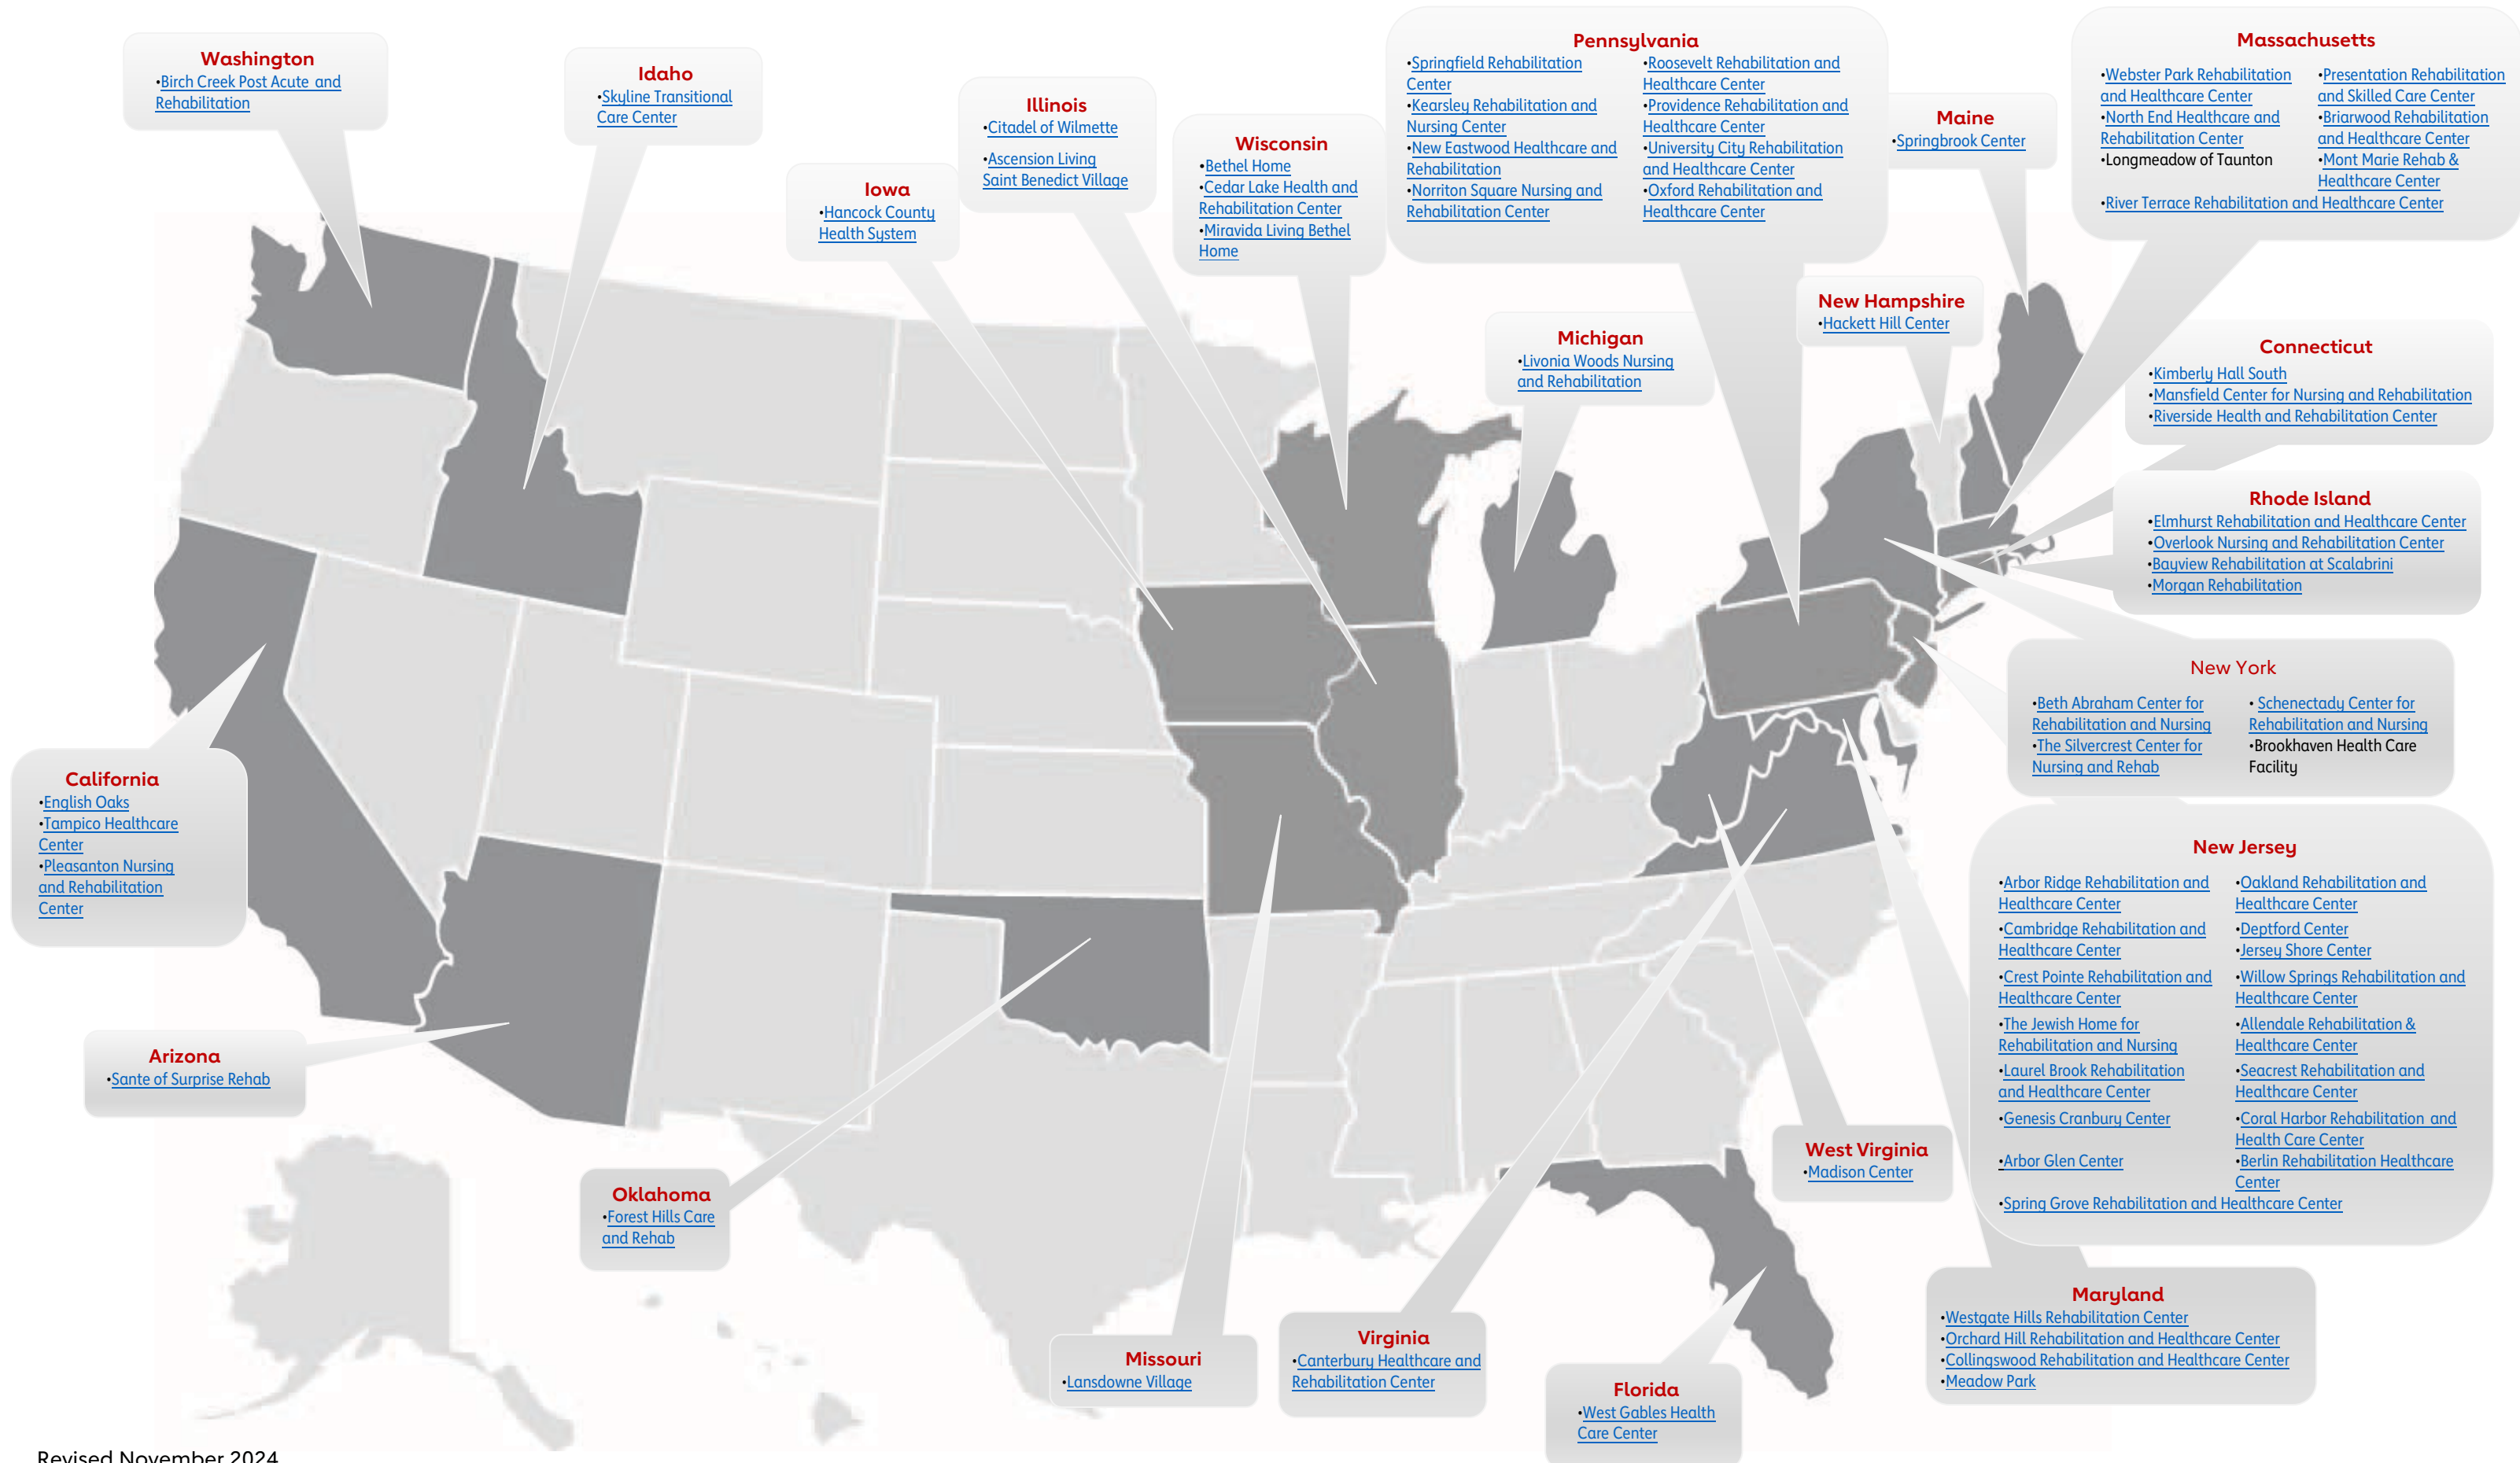 Washington
•Birch Creek Post Acute and
Rehabilitation
Idaho
•Skyline Transitional
Care Center
Iowa
•Hancock County
Health System
Illinois
•Citadel of Wilmette
•Ascension Living
Saint Benedict Village
Wisconsin
•Bethel Home
•Cedar Lake Health and
Rehabilitation Center
•Miravida Living Bethel
Home
Pennsylvania
•Springfield Rehabilitation
Center
•Kearsley Rehabilitation and
Nursing Center
•New Eastwood Healthcare and
Rehabilitation
•Norriton Square Nursing and
Rehabilitation Center
•Roosevelt Rehabilitation and
Healthcare Center
•Providence Rehabilitation and
Healthcare Center
•University City Rehabilitation
and Healthcare Center
•Oxford Rehabilitation and
Healthcare Center
Maine
•Springbrook Center
Massachusetts
•Webster Park Rehabilitation
and Healthcare Center
•North End Healthcare and
Rehabilitation Center
•Longmeadow of Taunton
•Presentation Rehabilitation
and Skilled Care Center
•Briarwood Rehabilitation
and Healthcare Center
•Mont Marie Rehab &
Healthcare Center
•River Terrace Rehabilitation and Healthcare Center
New Hampshire
•Hackett Hill Center
Michigan
•Livonia Woods Nursing
and Rehabilitation
Connecticut
•Kimberly Hall South
•Mansfield Center for Nursing and Rehabilitation
•Riverside Health and Rehabilitation Center
Rhode Island
•Elmhurst Rehabilitation and Healthcare Center
•Overlook Nursing and Rehabilitation Center
•Bayview Rehabilitation at Scalabrini
•Morgan Rehabilitation
New York
•Beth Abraham Center for
Rehabilitation and Nursing
•The Silvercrest Center for
Nursing and Rehab
• Schenectady Center for
Rehabilitation and Nursing
•Brookhaven Health Care
Facility
California
•English Oaks
•Tampico Healthcare
Center
•Pleasanton Nursing
and Rehabilitation
Center
New Jersey
•Arbor Ridge Rehabilitation and
Healthcare Center
•Cambridge Rehabilitation and
Healthcare Center
•Crest Pointe Rehabilitation and
Healthcare Center
•The Jewish Home for
Rehabilitation and Nursing
•Laurel Brook Rehabilitation
and Healthcare Center
•Genesis Cranbury Center
•Arbor Glen Center
•Oakland Rehabilitation and
Healthcare Center
•Deptford Center
•Jersey Shore Center
•Willow Springs Rehabilitation and
Healthcare Center
•Allendale Rehabilitation &
Healthcare Center
•Seacrest Rehabilitation and
Healthcare Center
•Coral Harbor Rehabilitation and
Health Care Center
•Berlin Rehabilitation Healthcare
Center
•Spring Grove Rehabilitation and Healthcare Center
Arizona
•Sante of Surprise Rehab
Oklahoma
•Forest Hills Care
and Rehab
West Virginia
•Madison Center
Missouri
•Lansdowne Village
Virginia
•Canterbury Healthcare and
Rehabilitation Center
Florida
•West Gables Health
Care Center
Maryland
•Westgate Hills Rehabilitation Center
•Orchard Hill Rehabilitation and Healthcare Center
•Collingswood Rehabilitation and Healthcare Center
•Meadow Park
Revised November 2024